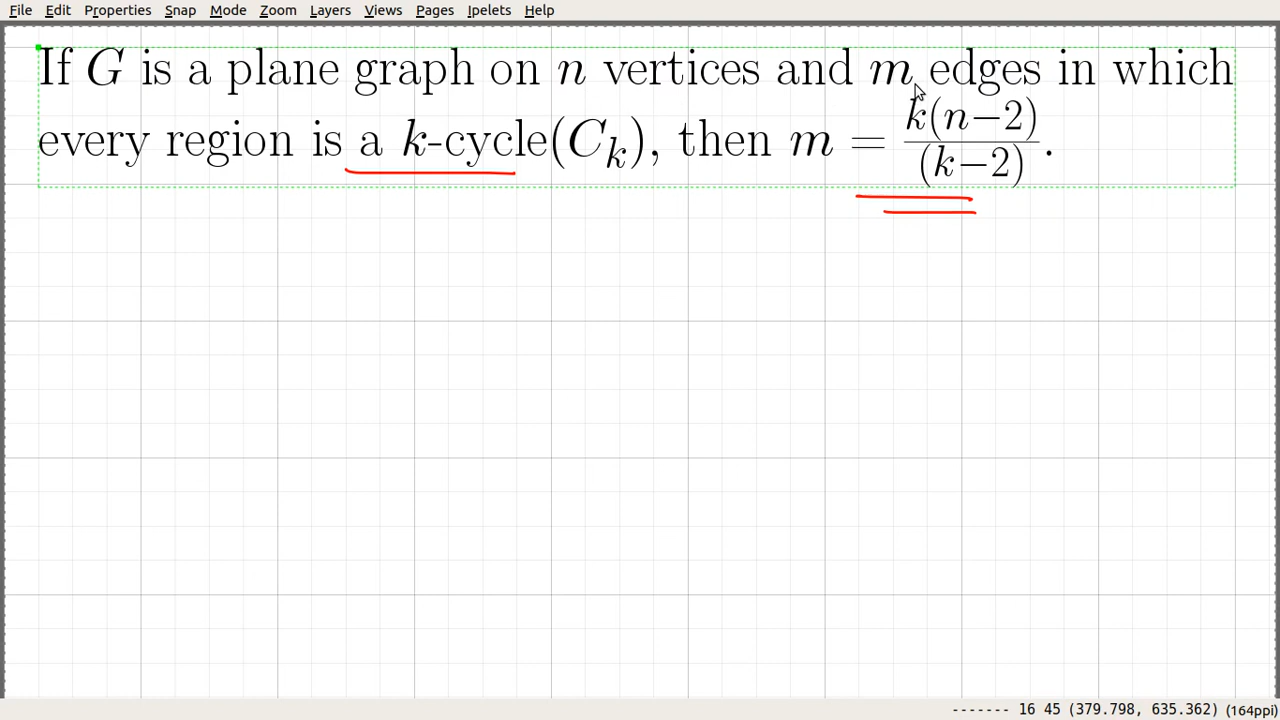 File Edit Properties Snap Mode Zoom Layers Views Pages Ipelets Help
If G is a plane graph on n vertices and m edges in which
every region is a k-cycle(C_k), then m = \frac{k(n-2)}{(k-2)}.
------- 16 45 (379.798, 635.362) (164ppi)